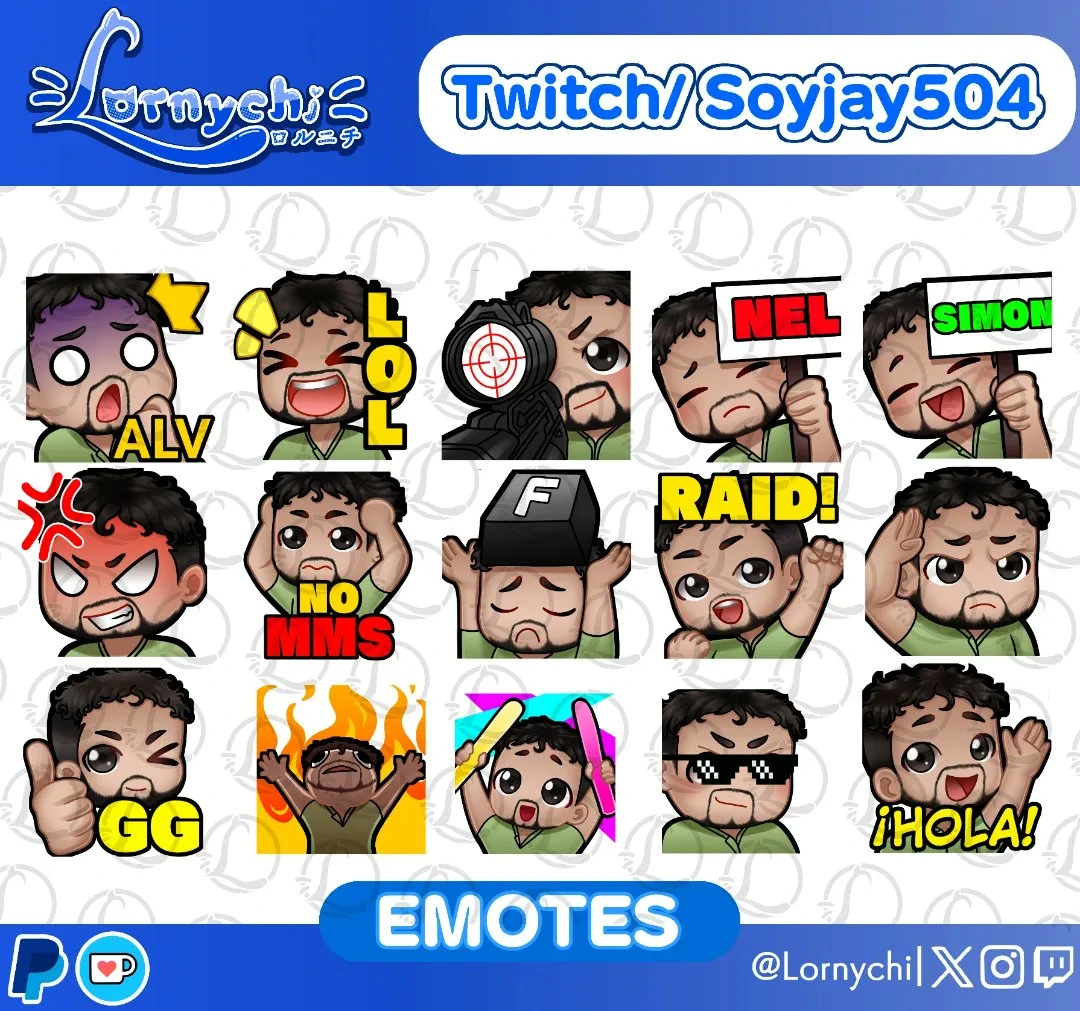 Lornychi
ロルニチ
Twitch/ Soyjay504
ALV
LOL
NEL
SIMON
NO
MMS
F
RAID!
GG
¡HOLA!
EMOTES
@Lornychi|